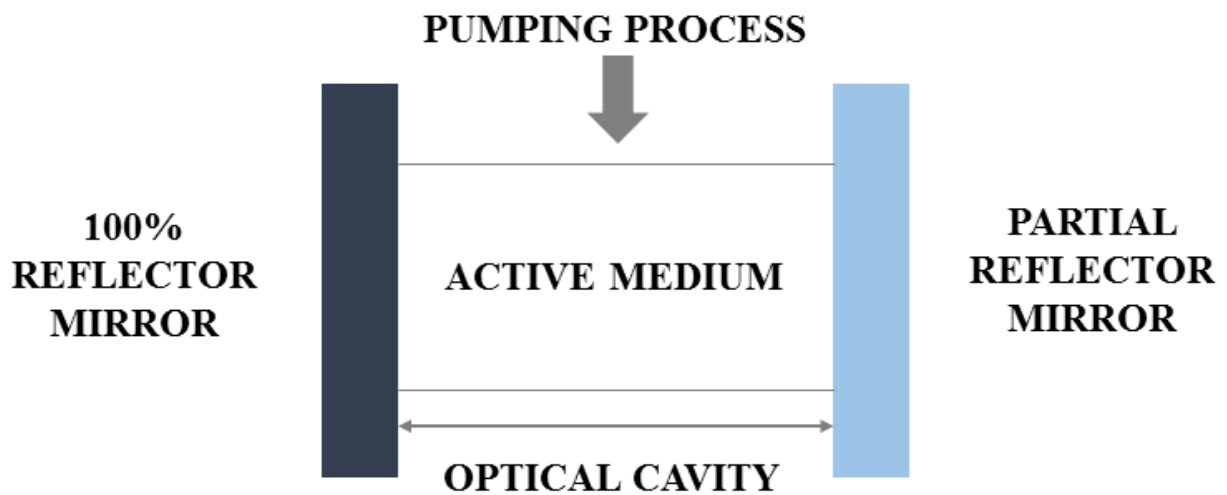 PUMPING PROCESS
100%
REFLECTOR
MIRROR
ACTIVE MEDIUM
PARTIAL
REFLECTOR
MIRROR
OPTICAL CAVITY